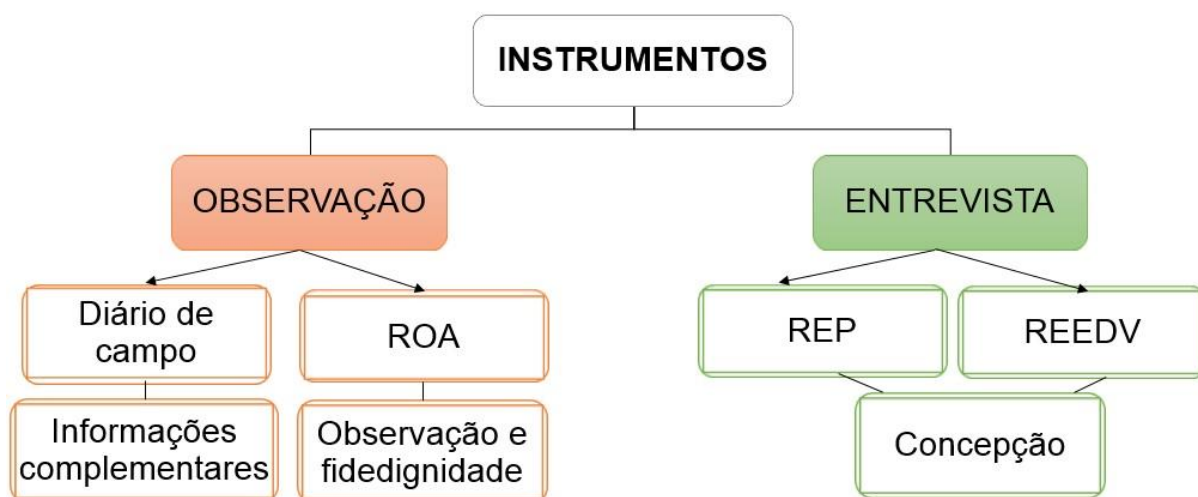 INSTRUMENTOS
OBSERVAÇÃO
ENTREVISTA
Diário de
campo
ROA
REP
REEDV
Informações
complementares
Observação e
fidedignidade
Concepção